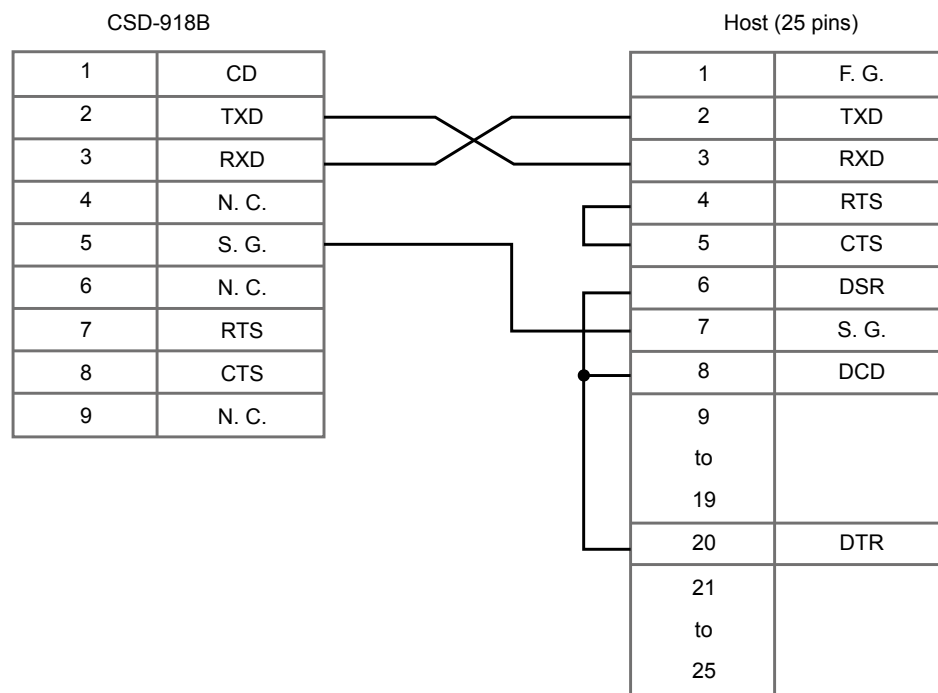 CSD-918B
1 CD
2 TXD
3 RXD
4 N. C.
5 S. G.
6 N. C.
7 RTS
8 CTS
9 N. C.
Host (25 pins)
1 F. G.
2 TXD
3 RXD
4 RTS
5 CTS
6 DSR
7 S. G.
8 DCD
9
to
19
20 DTR
21
to
25